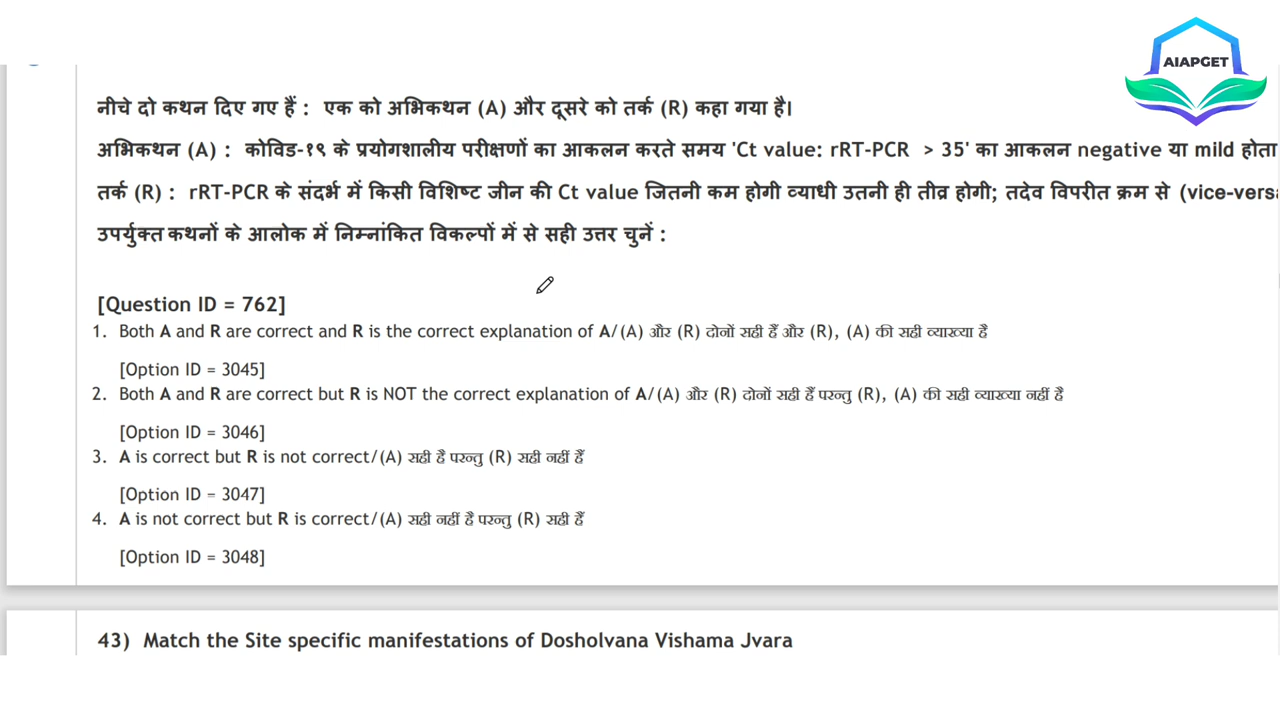 AIAPGET
नीचे दो कथन दिए गए हैं : एक को अभिकथन (A) और दूसरे को तर्क (R) कहा गया है।
अभिकथन (A) : कोविड-१९ के प्रयोगशालीय परीक्षणों का आकलन करते समय 'Ct value: rRT-PCR > 35' का आकलन negative या mild होता
तर्क (R) : rRT-PCR के संदर्भ में किसी विशिष्ट जीन की Ct value जितनी कम होगी व्याधी उतनी ही तीव्र होगी; तदेव विपरीत क्रम से (vice-versa
उपर्युक्त कथनों के आलोक में निम्नांकित विकल्पों में से सही उत्तर चुनें :
[Question ID = 762]
1. Both A and R are correct and R is the correct explanation of A/(A) और (R) दोनों सही हैं और (R), (A) की सही व्याख्या है
[Option ID = 3045]
2. Both A and R are correct but R is NOT the correct explanation of A/(A) और (R) दोनों सही हैं परन्तु (R), (A) की सही व्याख्या नहीं है
[Option ID = 3046]
3. A is correct but R is not correct/(A) सही है परन्तु (R) सही नहीं हैं
[Option ID = 3047]
4. A is not correct but R is correct/(A) सही नहीं है परन्तु (R) सही हैं
[Option ID = 3048]
43) Match the Site specific manifestations of Dosholvana Vishama Jvara